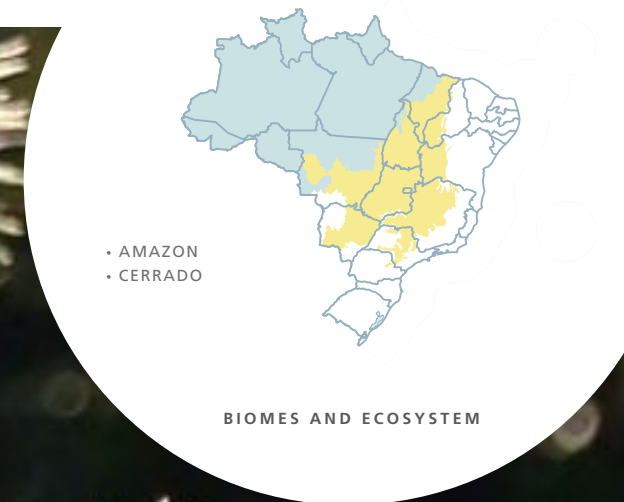 • AMAZON
• CERRADO
BIOMES AND ECOSYSTEM